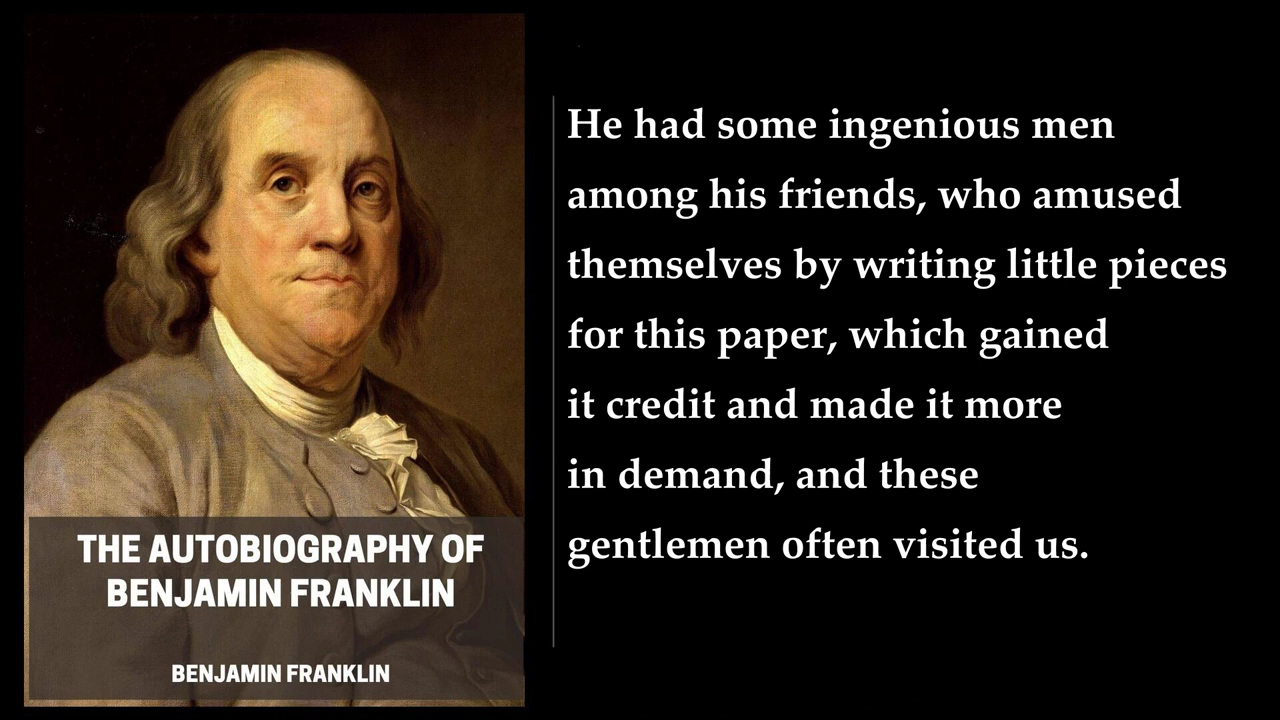 THE AUTOBIOGRAPHY OF
BENJAMIN FRANKLIN
BENJAMIN FRANKLIN
He had some ingenious men
among his friends, who amused
themselves by writing little pieces
for this paper, which gained
it credit and made it more
in demand, and these
gentlemen often visited us.